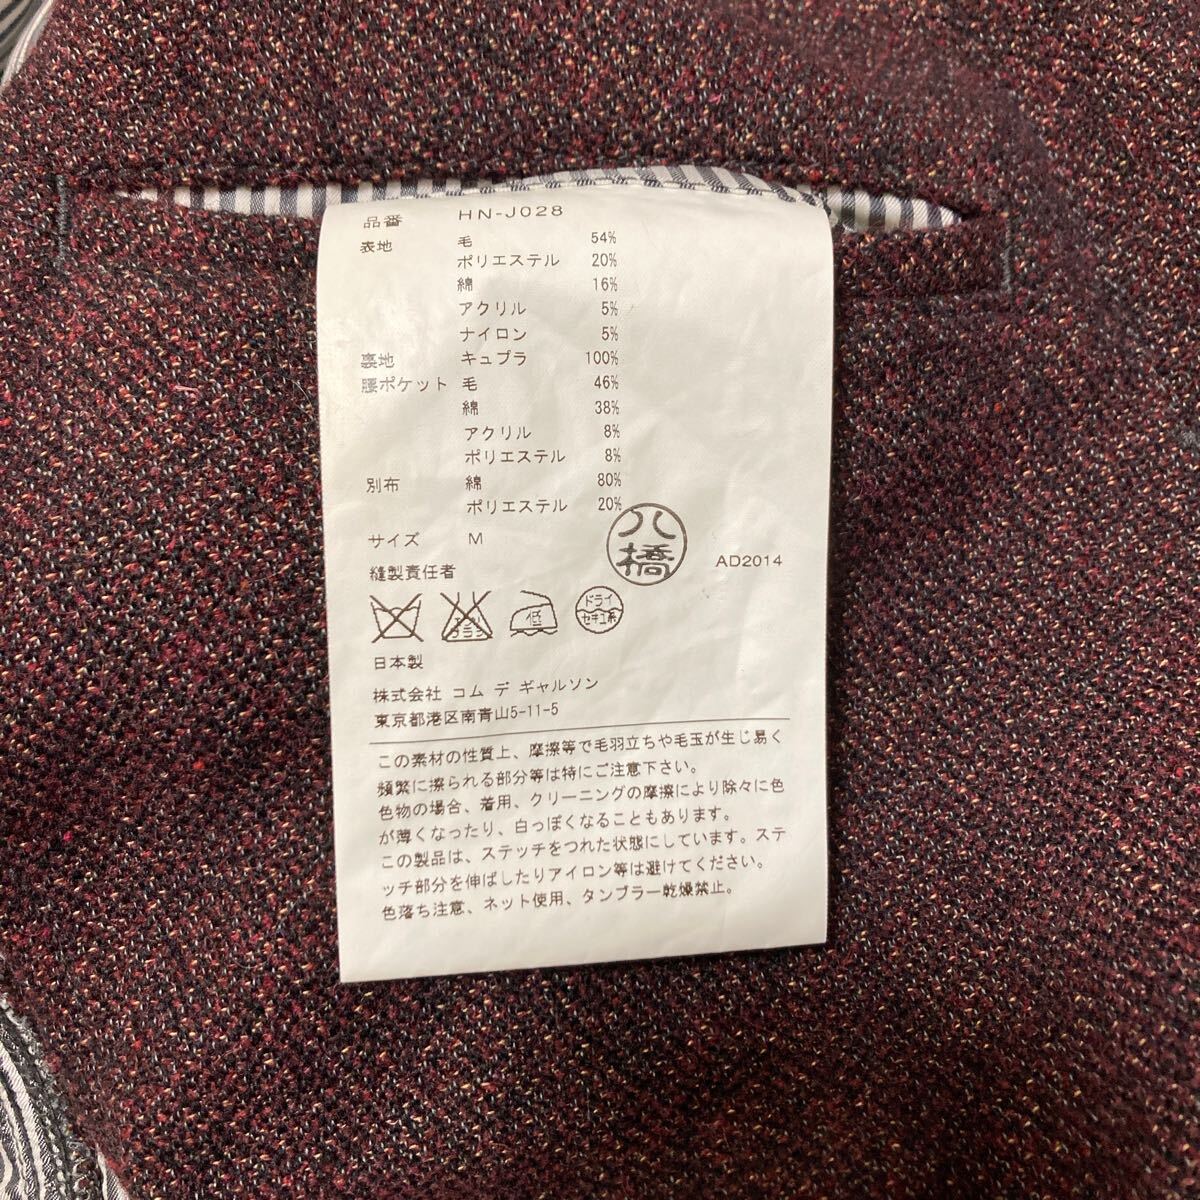 品番 HN-J028
表地 毛 54%
ポリエステル 20%
綿 16%
アクリル 5%
ナイロン 5%
裏地 キュプラ 100%
腰ポケット 毛 46%
綿 38%
アクリル 8%
ポリエステル 8%
別布 綿 80%
ポリエステル 20%
サイズ M
八橋
AD2014
縫製責任者
エンソサラシ
低
ドライ
セキユ系
日本製
株式会社 コム デ ギャルソン
東京都港区南青山5-11-5
この素材の性質上、摩擦等で毛羽立ちや毛玉が生じ易く
頻繁に擦られる部分等は特にご注意下さい。
色物の場合、着用、クリーニングの摩擦により除々に色
が薄くなったり、白っぽくなることもあります。
この製品は、ステッチをつれた状態にしています。ステ
ッチ部分を伸ばしたりアイロン等は避けてください。
色落ち注意、ネット使用、タンブラー乾燥禁止。